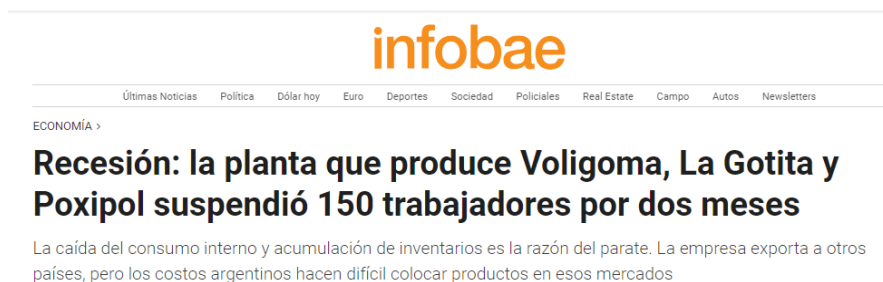 infobae
Últimas Noticias Política Dólar hoy Euro Deportes Sociedad Policiales Real Estate Campo Autos Newsletters
ECONOMÍA >
Recesión: la planta que produce Voligoma, La Gotita y
Poxipol suspendió 150 trabajadores por dos meses
La caída del consumo interno y acumulación de inventarios es la razón del parate. La empresa exporta a otros
países, pero los costos argentinos hacen difícil colocar productos en esos mercados